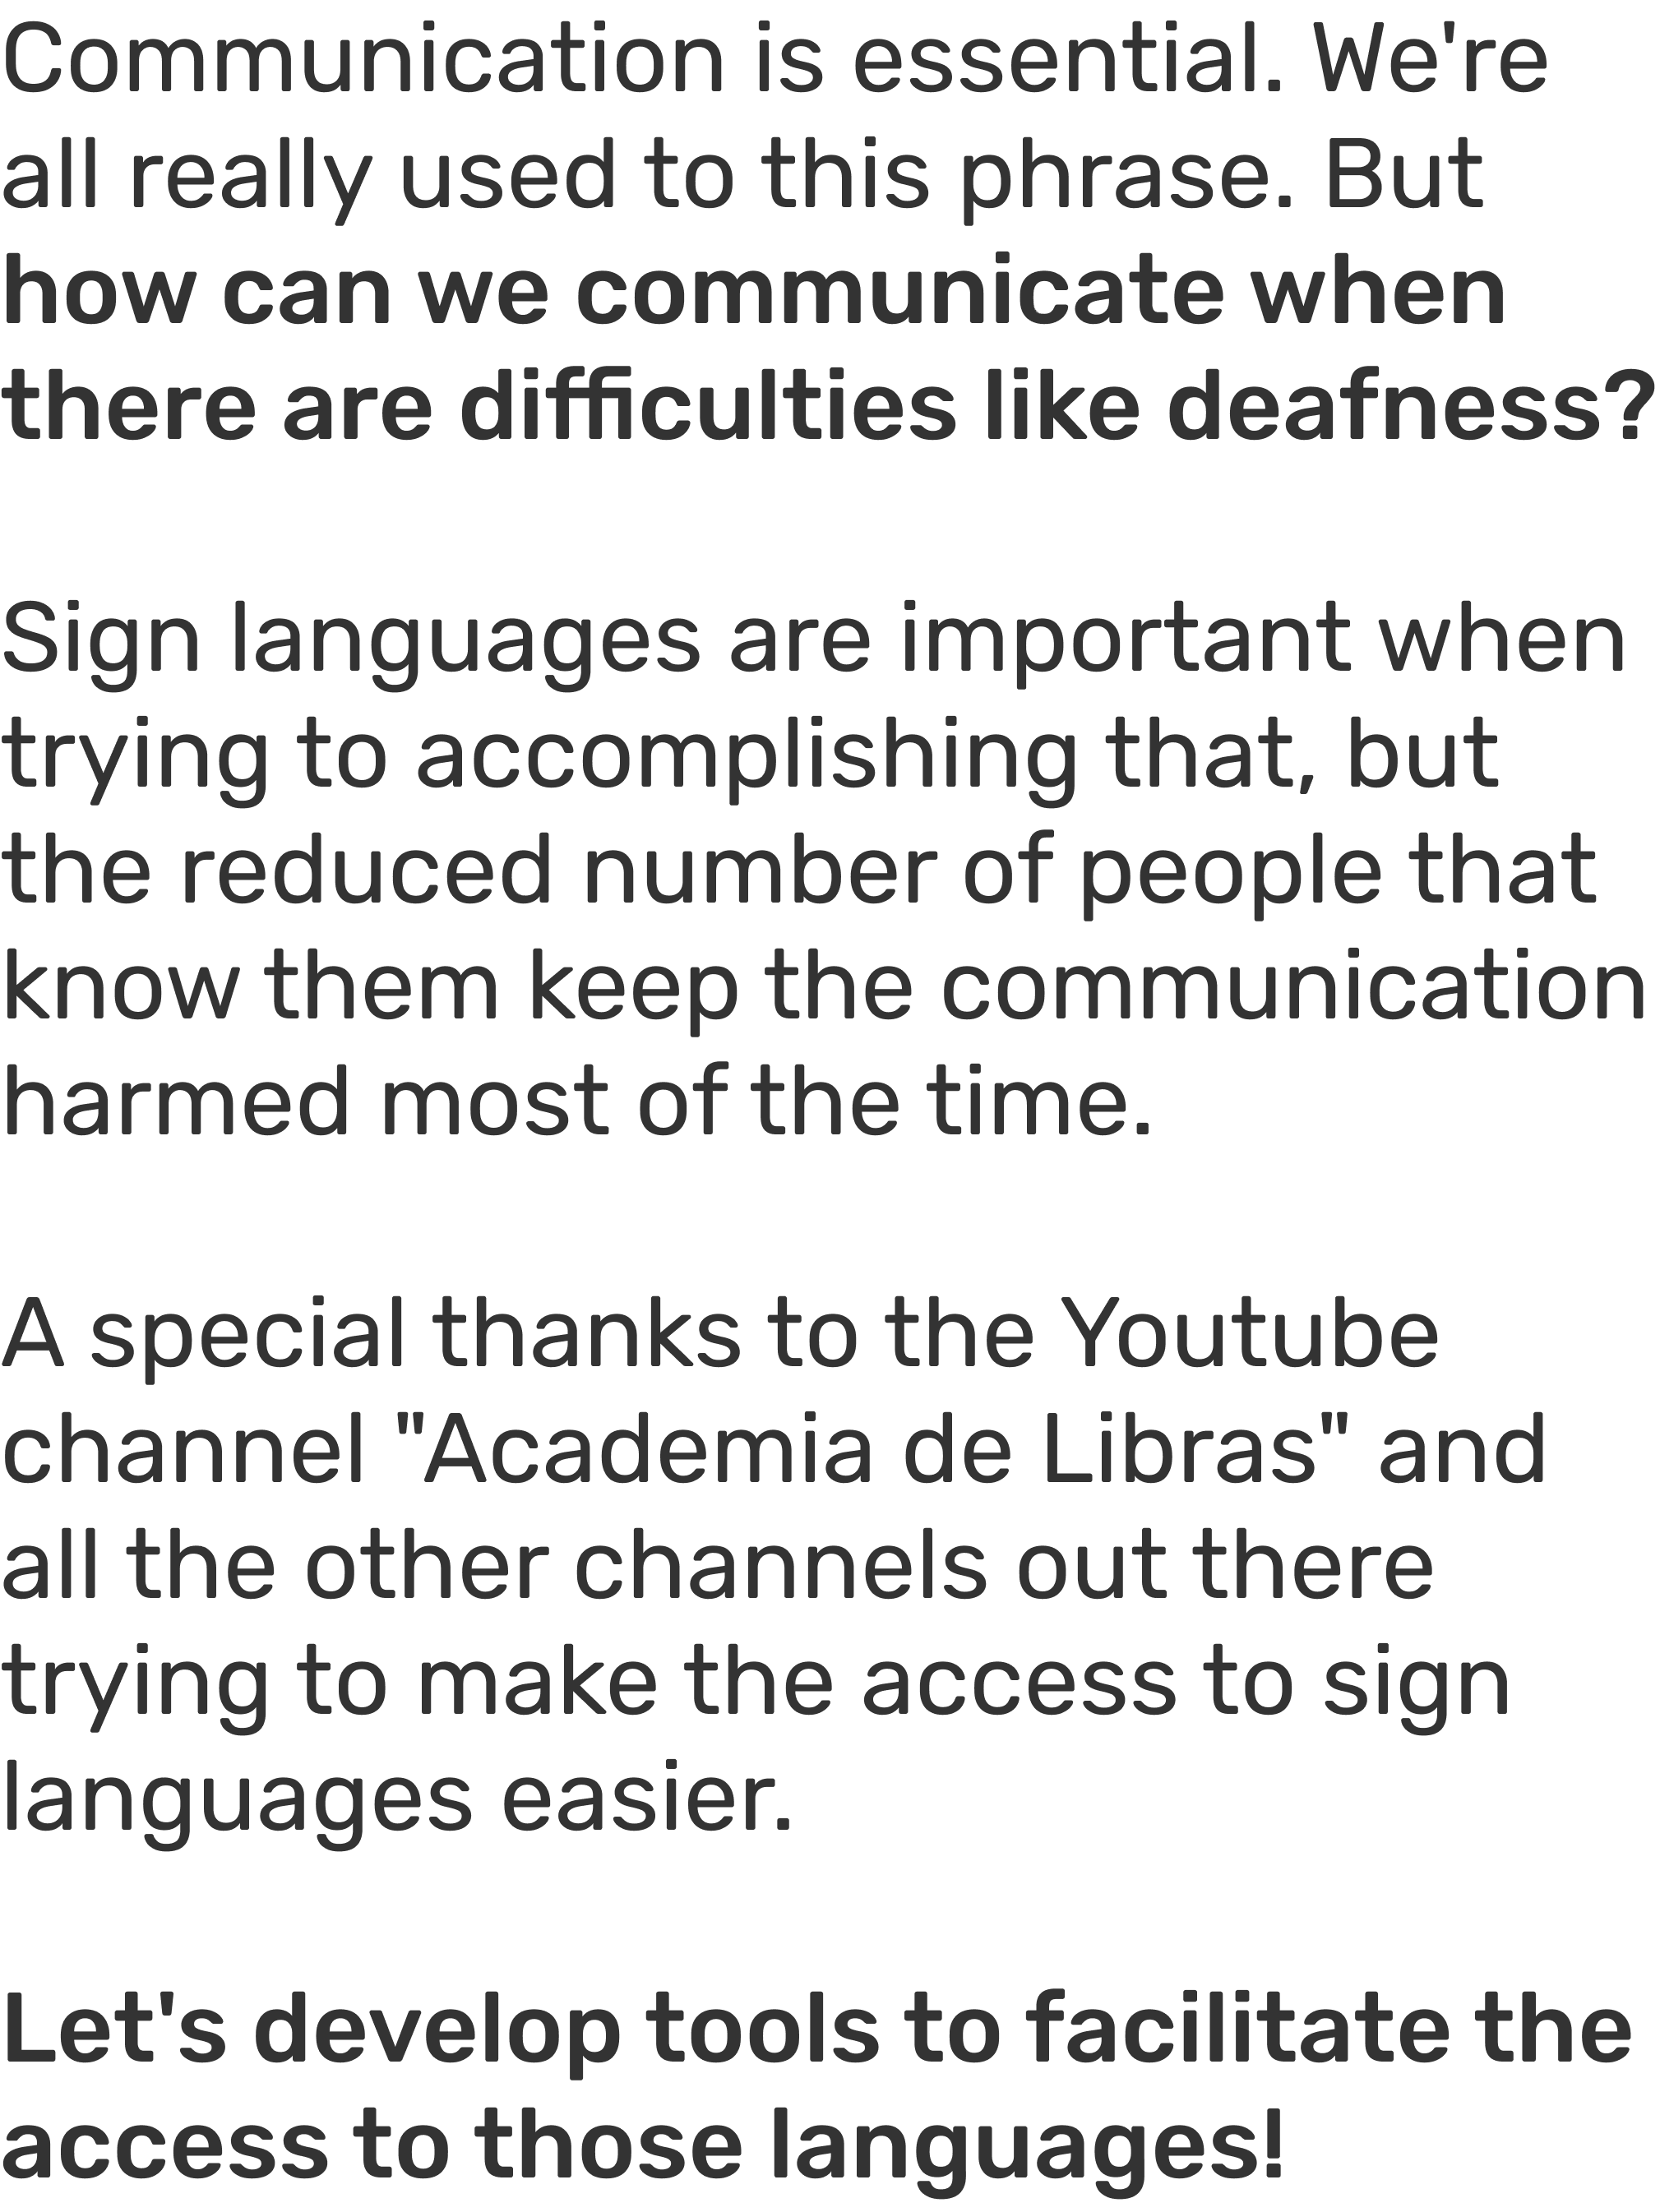 Communication is essential. We're
all really used to this phrase. But
how can we communicate when
there are difficulties like deafness?
Sign languages are important when
trying to accomplishing that, but
the reduced number of people that
know them keep the communication
harmed most of the time.
A special thanks to the Youtube
channel "Academia de Libras" and
all the other channels out there
trying to make the access to sign
languages easier.
Let's develop tools to facilitate the
access to those languages!